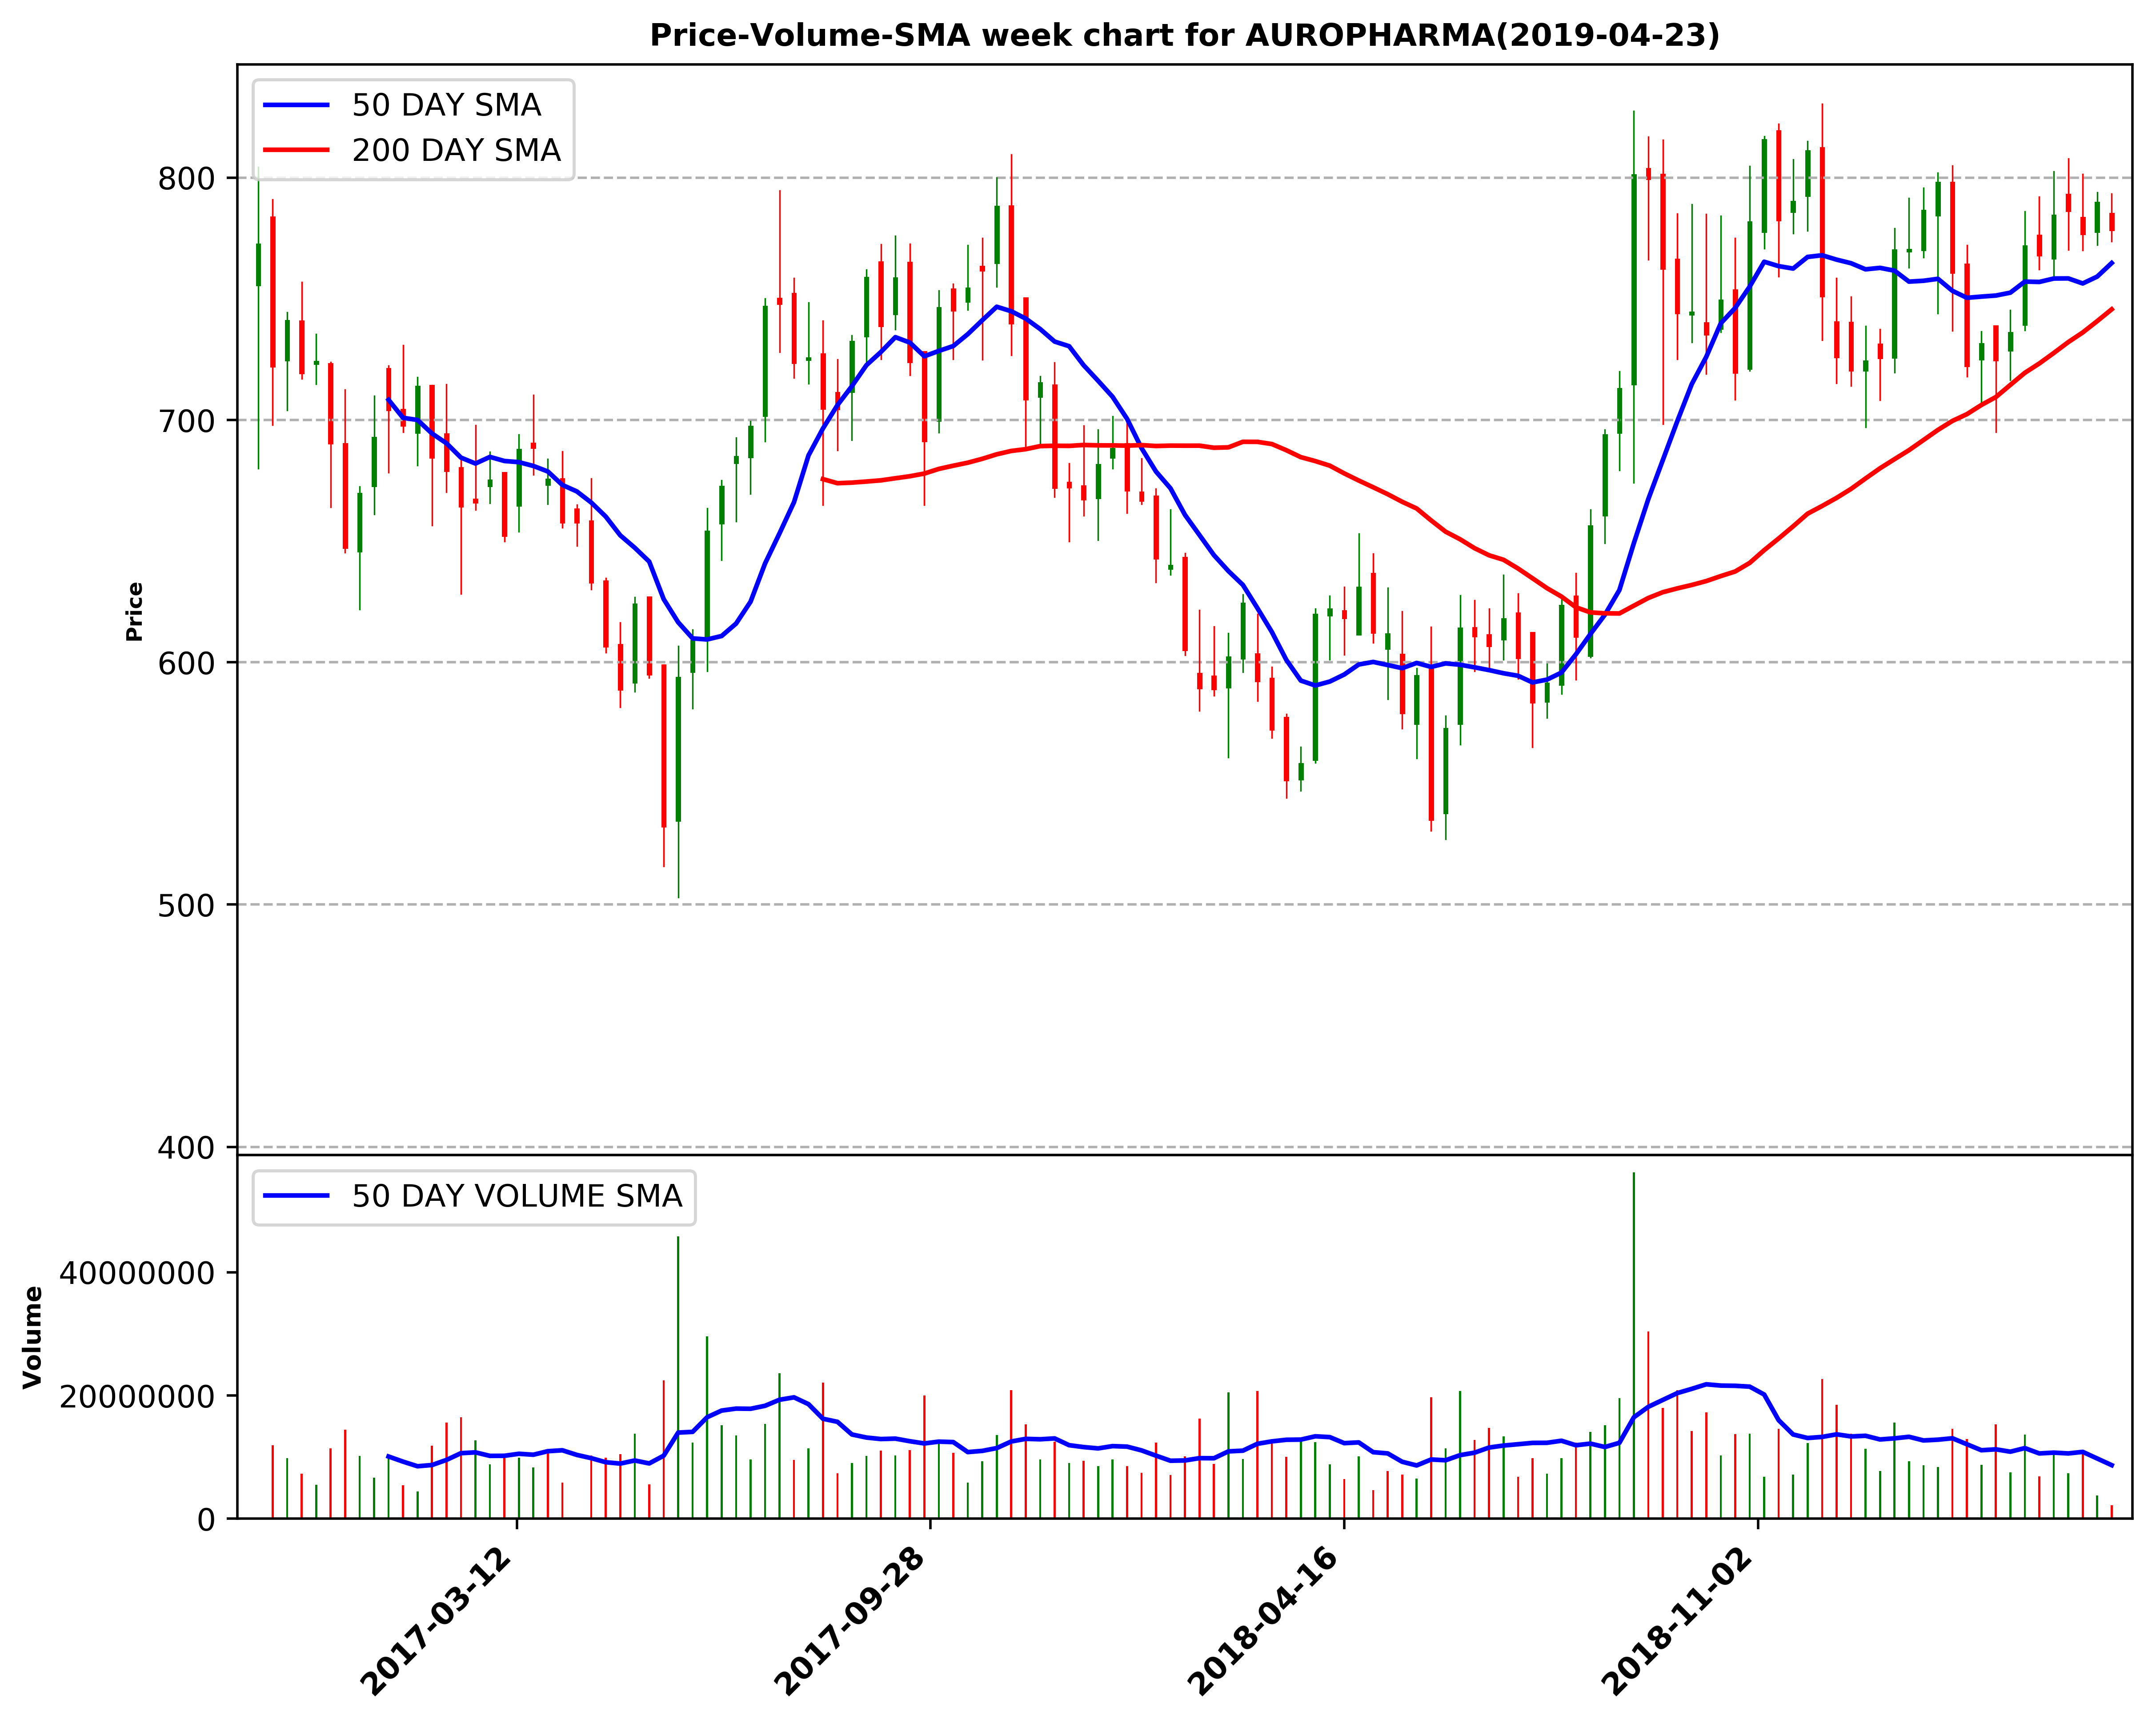 Price-Volume-SMA week chart for AUROPHARMA(2019-04-23)
50 DAY SMA
200 DAY SMA
800
700
600
500
400
Price
50 DAY VOLUME SMA
40000000
20000000
0
Volume
2017-03-12
2017-09-28
2018-04-16
2018-11-02